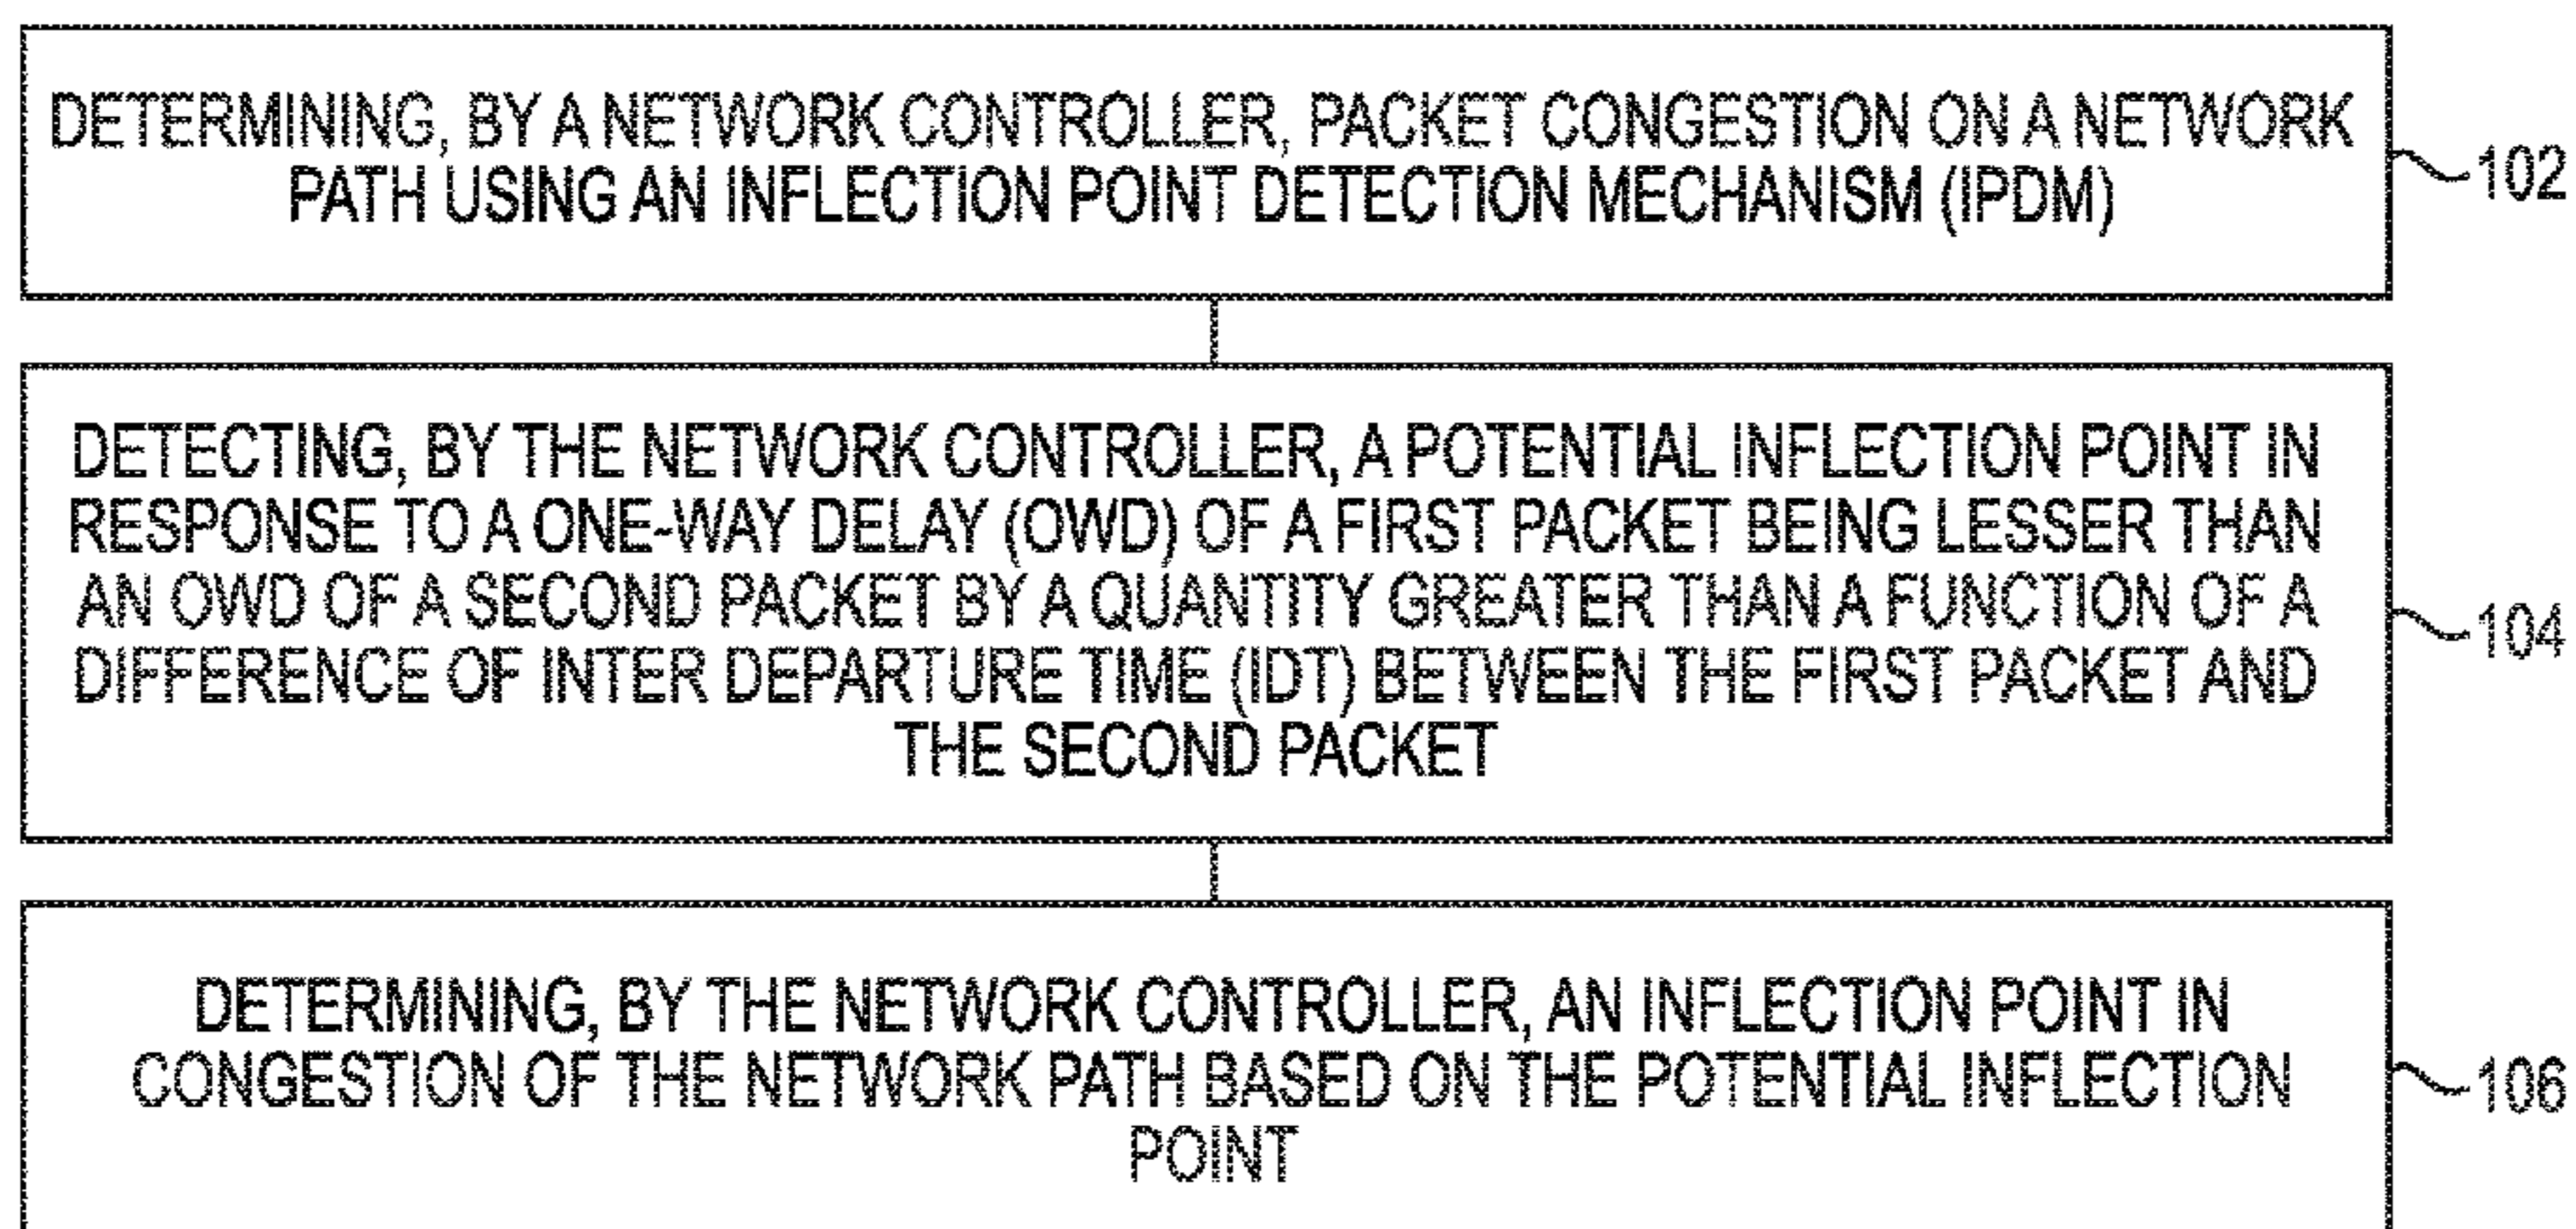 DETERMINING, BY A NETWORK CONTROLLER, PACKET CONGESTION ON A NETWORK
PATH USING AN INFLECTION POINT DETECTION MECHANISM (IPDM)
102
DETECTING, BY THE NETWORK CONTROLLER, A POTENTIAL INFLECTION POINT IN
RESPONSE TO A ONE-WAY DELAY (OWD) OF A FIRST PACKET BEING LESSER THAN
AN OWD OF A SECOND PACKET BY A QUANTITY GREATER THAN A FUNCTION OF A
DIFFERENCE OF INTER DEPARTURE TIME (IDT) BETWEEN THE FIRST PACKET AND
THE SECOND PACKET
104
DETERMINING, BY THE NETWORK CONTROLLER, AN INFLECTION POINT IN
CONGESTION OF THE NETWORK PATH BASED ON THE POTENTIAL INFLECTION
POINT
106